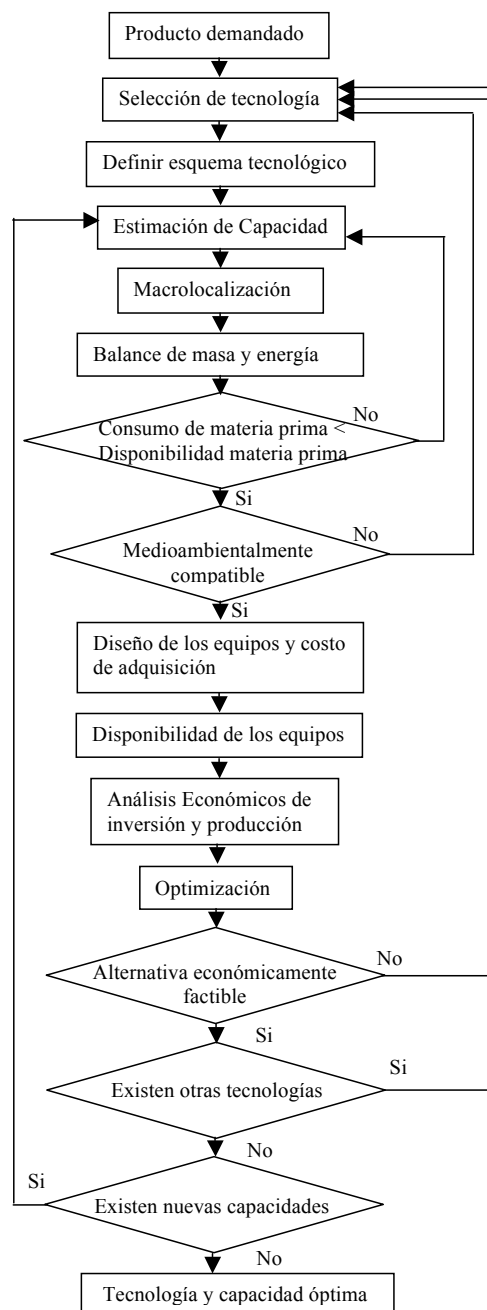 Producto demandado
Selección de tecnología
Definir esquema tecnológico
Estimación de Capacidad
Macrolocalización
Balance de masa y energía
No
Consumo de materia prima <
Disponibilidad materia prima
Si
No
Medioambientalmente
compatible
Si
Diseño de los equipos y costo
de adquisición
Disponibilidad de los equipos
Análisis Económicos de
inversión y producción
Optimización
No
Alternativa económicamente
factible
Si
Si
Existen otras tecnologías
No
Si
Existen nuevas capacidades
No
Tecnología y capacidad óptima